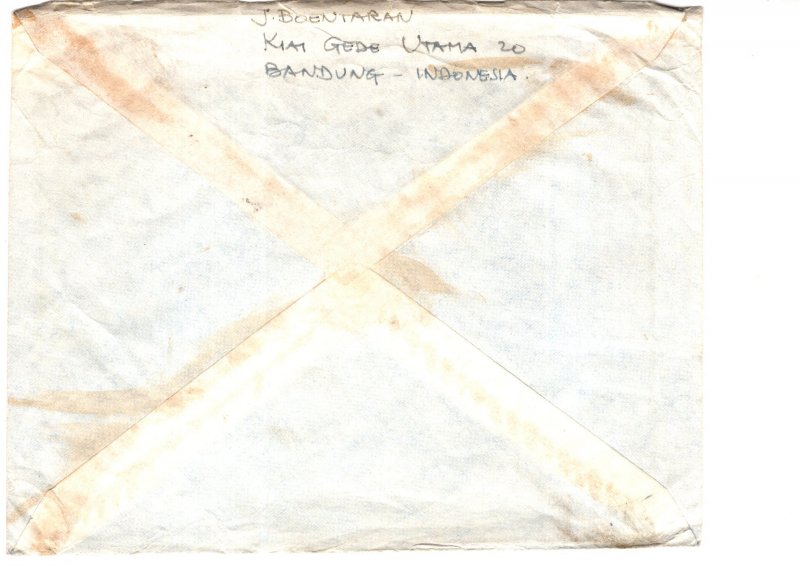 J. BOENTARAN
KIAI GEDE UTAMA 20
BANDUNG - INDONESIA.